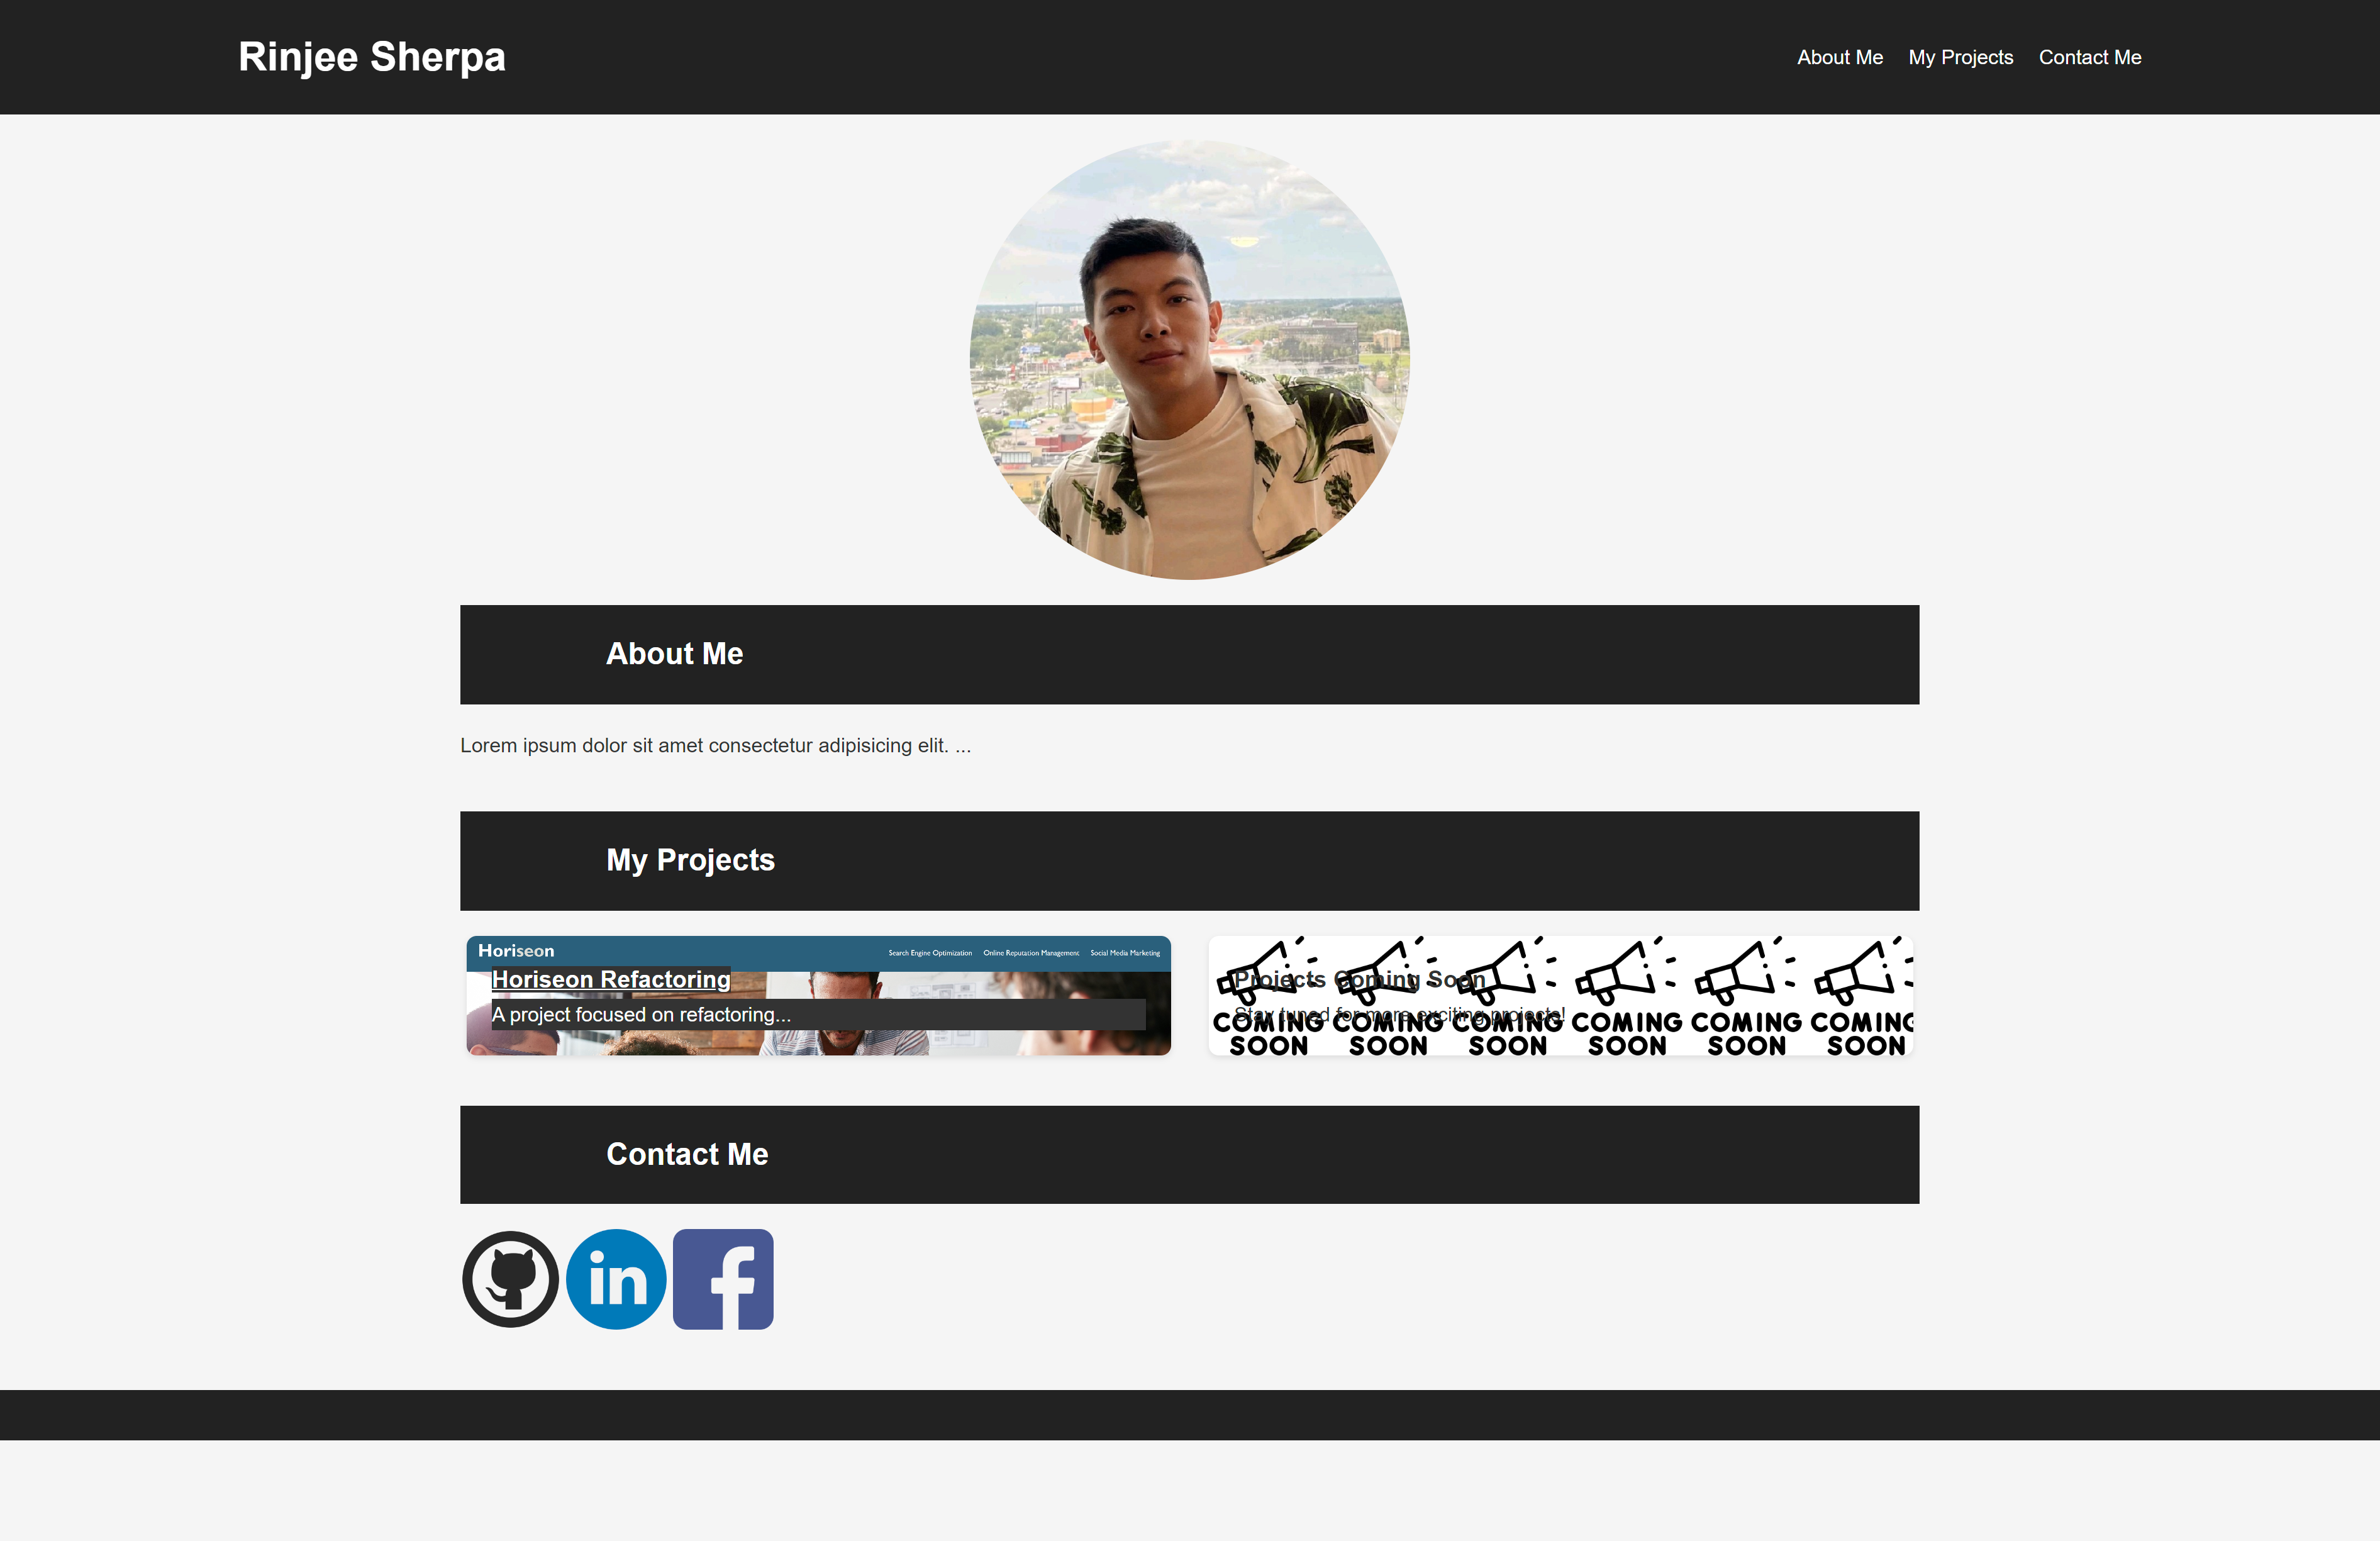 Rinjee Sherpa
About Me My Projects Contact Me
About Me
Lorem ipsum dolor sit amet consectetur adipisicing elit. ...
My Projects
Horiseon
Search Engine Optimization Online Reputation Management Social Media Marketing
Horiseon Refactoring
A project focused on refactoring...
Projects Coming Soon
Stay tuned for more exciting projects!
COMING COMING COMING COMING COMING COMING
SOON SOON SOON SOON SOON SOON
Contact Me
in
f